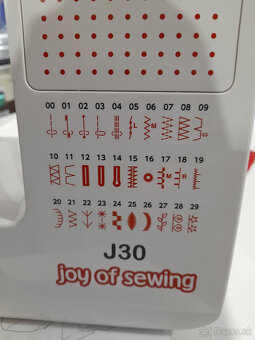 00 01 02 03 04 05 06 07 08 09
L M
10 11 12 13 14 15 16 17 18 19
M R
20 21 22 23 24 25 26 27 28 29
J30
joy of sewing
sbazar.sk